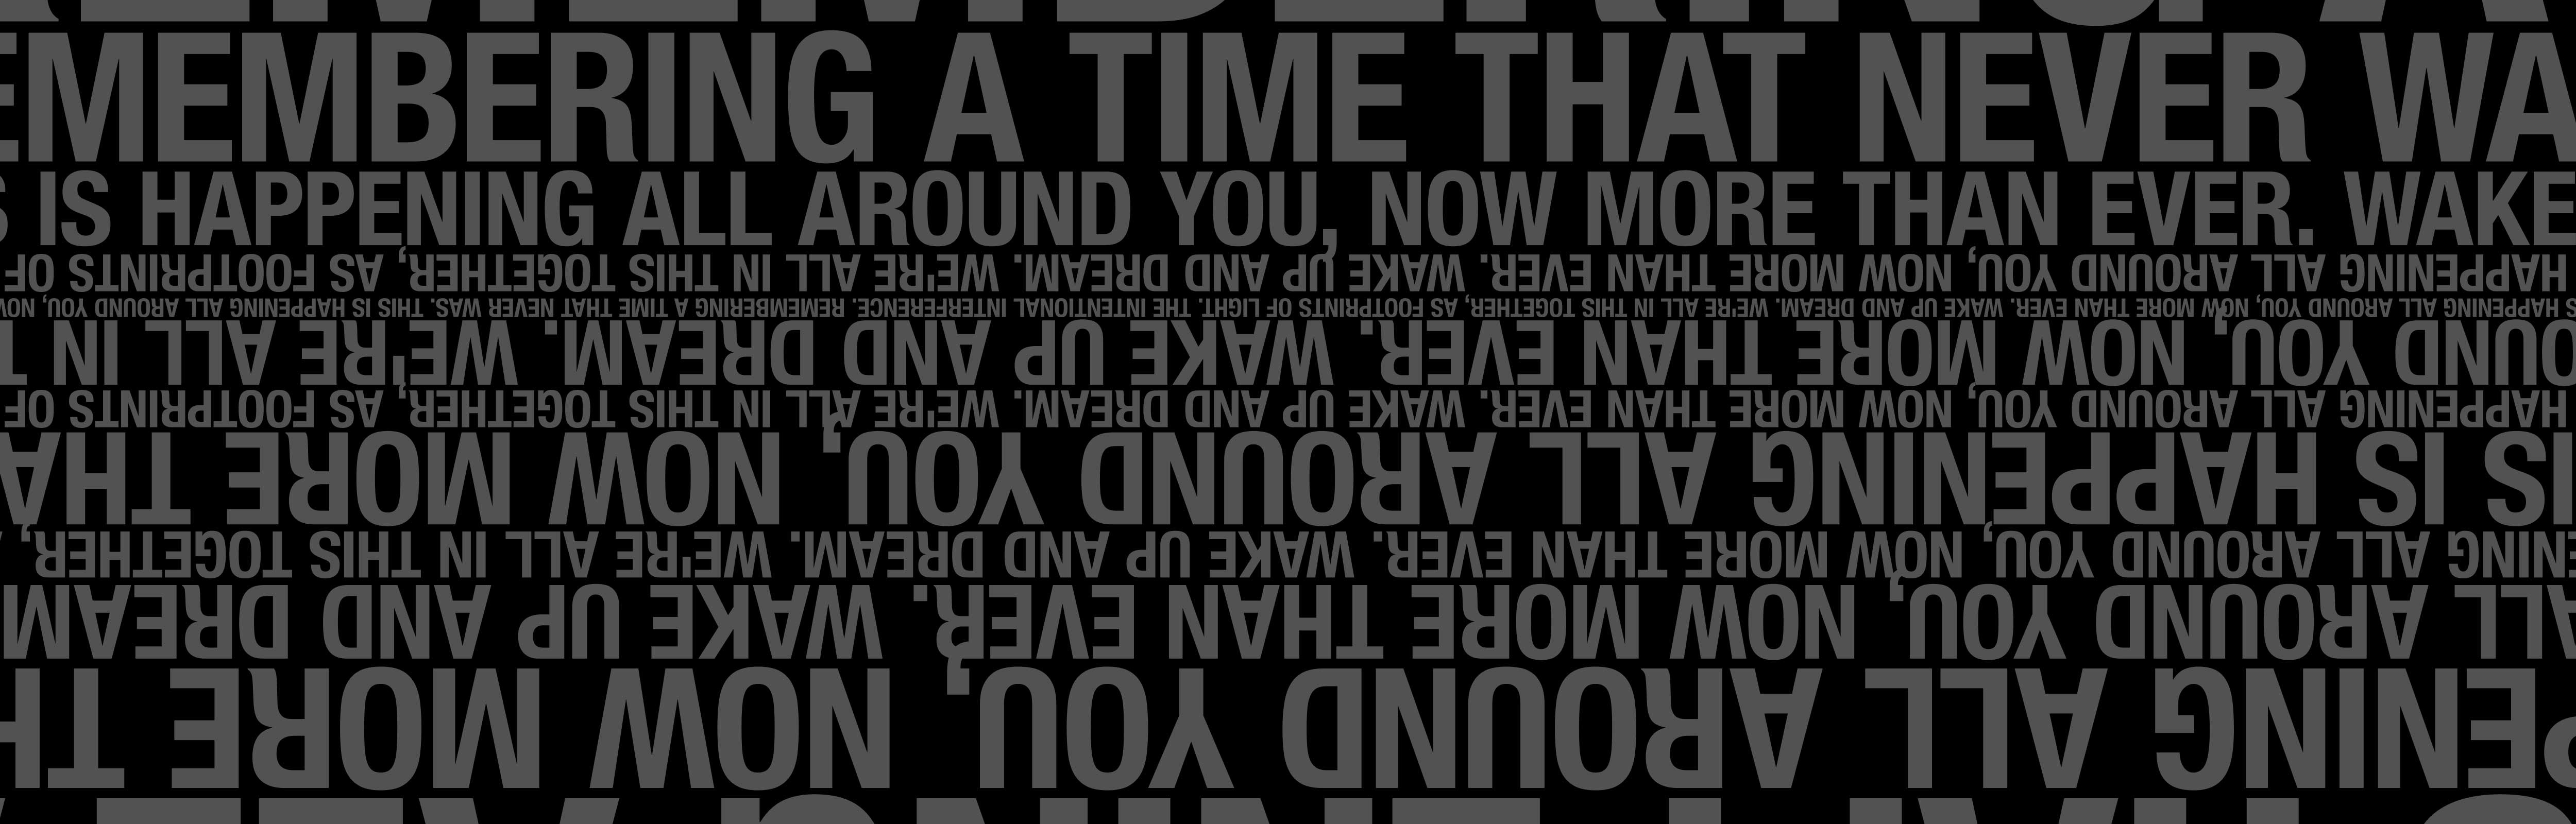 EMEMBERING A TIME THAT NEVER WA
S IS HAPPENING ALL AROUND YOU, NOW MORE THAN EVER. WAKE
HAPPENING ALL AROUND YOU, NOW MORE THAN EVER. WAKE UP AND DREAM. WE'RE ALL IN THIS TOGETHER, AS FOOTPRINTS OF
S HAPPENING ALL AROUND YOU, NOW MORE THAN EVER. WAKE UP AND DREAM. WE'RE ALL IN THIS TOGETHER, AS FOOTPRINTS OF LIGHT. THE INTENTIONAL INTERFERENCE. REMEMBERING A TIME THAT NEVER WAS. THIS IS HAPPENING ALL AROUND YOU, NOW
OUND YOU, NOW MORE THAN EVER. WAKE UP AND DREAM. WE'RE ALL IN T
HAPPENING ALL AROUND YOU, NOW MORE THAN EVER. WAKE UP AND DREAM. WE'RE ALL IN THIS TOGETHER, AS FOOTPRINTS OF
IS IS HAPPENING ALL AROUND YOU, NOW MORE THA
ENING ALL AROUND YOU, NOW MORE THAN EVER. WAKE UP AND DREAM. WE'RE ALL IN THIS TOGETHER,
ALL AROUND YOU, NOW MORE THAN EVER. WAKE UP AND DREAM
PENING ALL AROUND YOU, NOW MORE TH